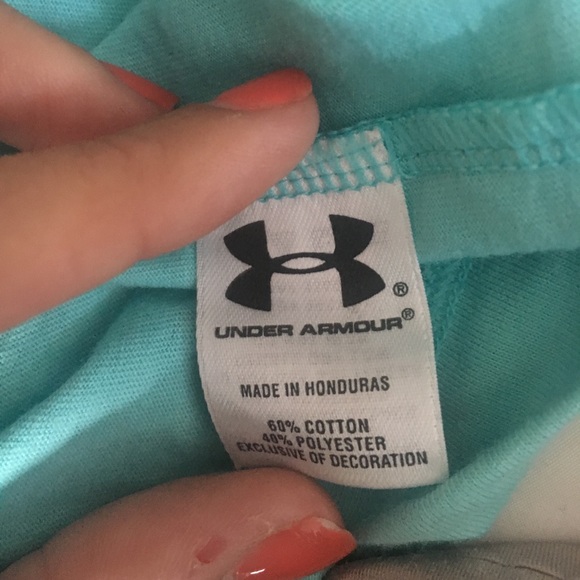 ®
UNDER ARMOUR®
MADE IN HONDURAS
60% COTTON
40% POLYESTER
EXCLUSIVE OF DECORATION